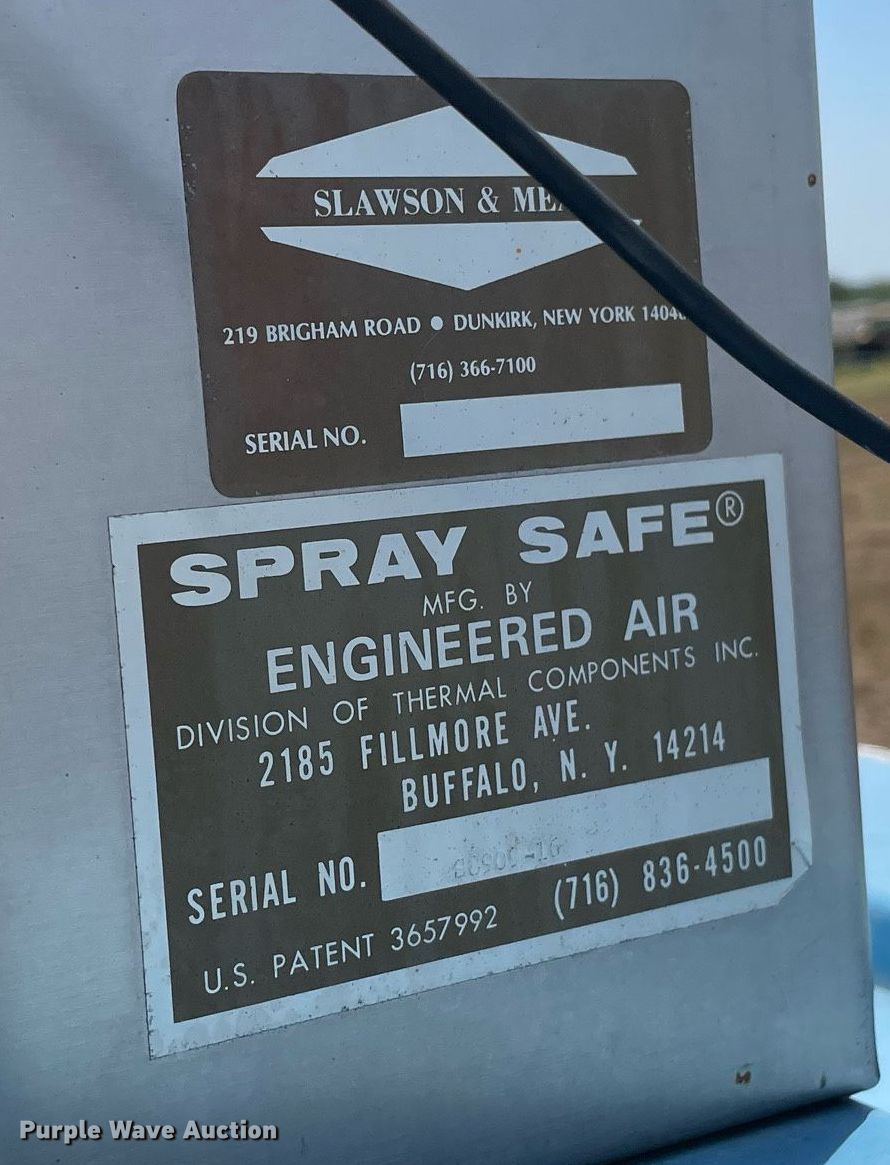 SLAWSON &
219 BRIGHAM ROAD ● DUNKIRK, NEW YORK
(716) 366-7100
SERIAL NO.
SPRAY SAFE®
MFG. BY
ENGINEERED AIR
DIVISION OF THERMAL COMPONENTS INC.
2185 FILLMORE AVE.
BUFFALO, N. Y. 14214
SERIAL NO.
(716) 836-4500
U.S. PATENT 3657992
Purple Wave Auction